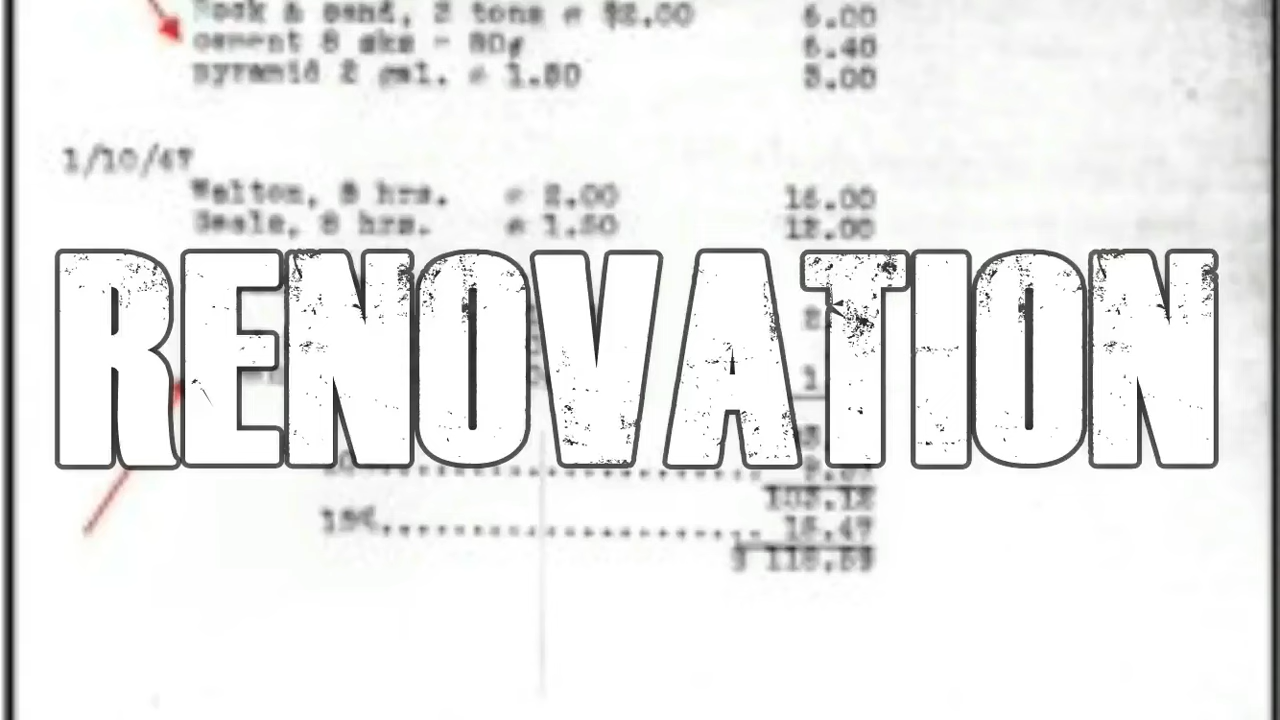 Rock & sand, 2 tons @ $2.00 6.00
cement 8 sks - 80¢ 6.40
pyramid 2 gal. @ 1.50 3.00
1/10/47
Walton, 8 hrs. @ 2.00 16.00
Seale, 8 hrs. @ 1.50 12.00
RENOVATION
103.12
15%.................................. 15.47
$ 118.59